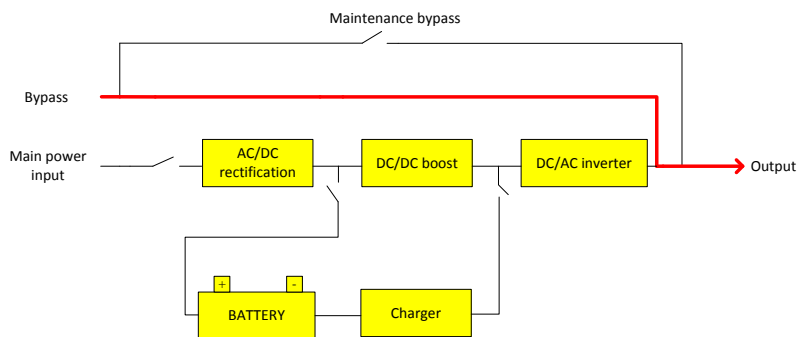 Maintenance bypass
Bypass
Main power
input
AC/DC
rectification
DC/DC boost
DC/AC inverter
Output
+
-
BATTERY
Charger